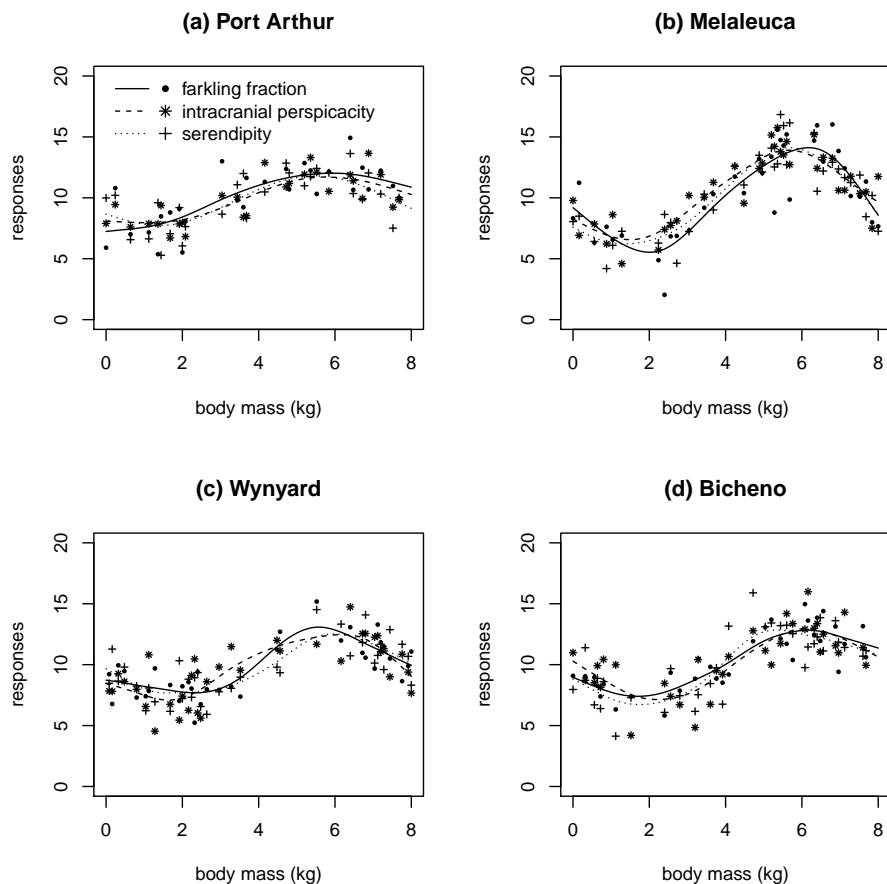 (a) Port Arthur
20
15
10
5
0
responses
farkling fraction
intracranial perspicacity
serendipity
0 2 4 6 8
body mass (kg)
(b) Melaleuca
20
15
10
5
0
responses
0 2 4 6 8
body mass (kg)
(c) Wynyard
20
15
10
5
0
responses
0 2 4 6 8
body mass (kg)
(d) Bicheno
20
15
10
5
0
responses
0 2 4 6 8
body mass (kg)